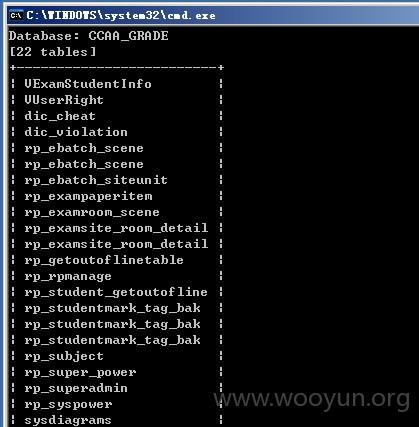 C:\WINDOWS\system32\cmd.exe
Database: CCAA_GRADE
[22 tables]
+-------------------------+
| VExamStudentInfo |
| VUserRight |
| dic_cheat |
| dic_violation |
| rp_ebatch_scene |
| rp_ebatch_scene |
| rp_ebatch_siteunit |
| rp_exampaperitem |
| rp_examroom_scene |
| rp_examsite_room_detail |
| rp_examsite_room_detail |
| rp_getoutoflinetable |
| rp_rpmanage |
| rp_student_getoutofline |
| rp_studentmark_tag_bak |
| rp_studentmark_tag_bak |
| rp_studentmark_tag_bak |
| rp_subject |
| rp_super_power |
| rp_superadmin |
| rp_syspower |
| sysdiagrams |
www.wooyun.org